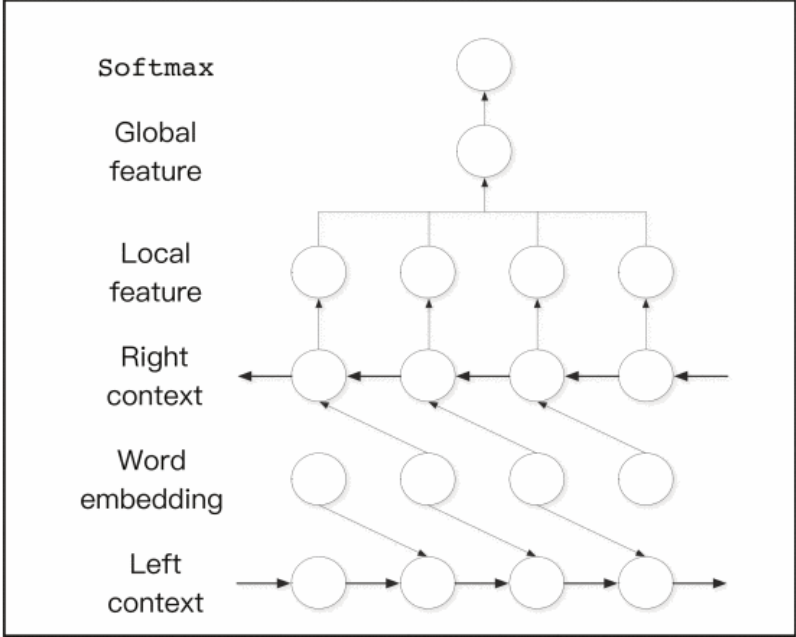 Softmax
Global
feature
Local
feature
Right
context
Word
embedding
Left
context